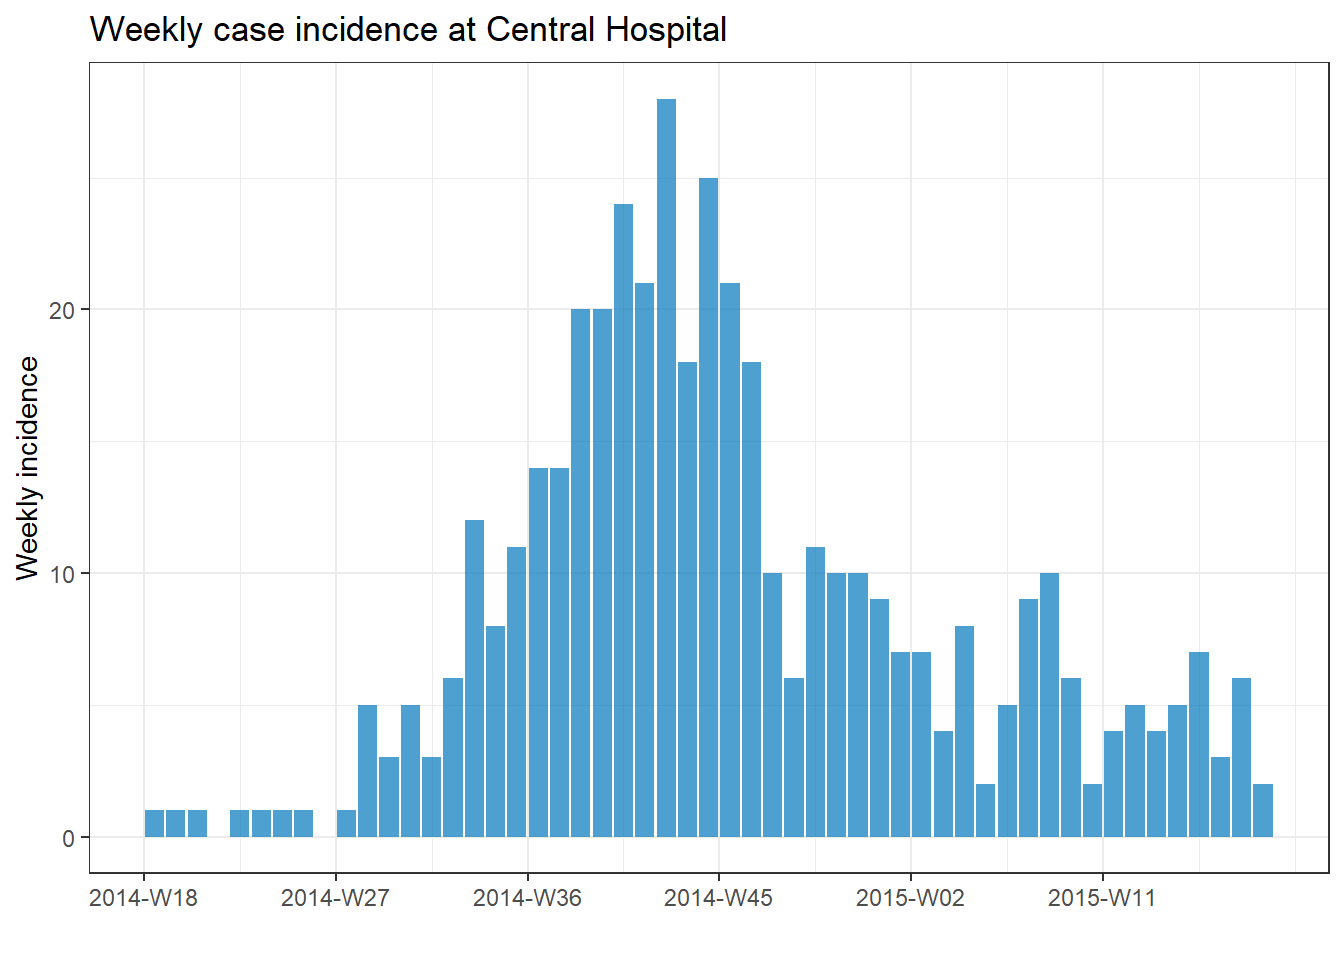 Weekly case incidence at Central Hospital
Weekly incidence
20
10
0
2014-W18
2014-W27
2014-W36
2014-W45
2015-W02
2015-W11